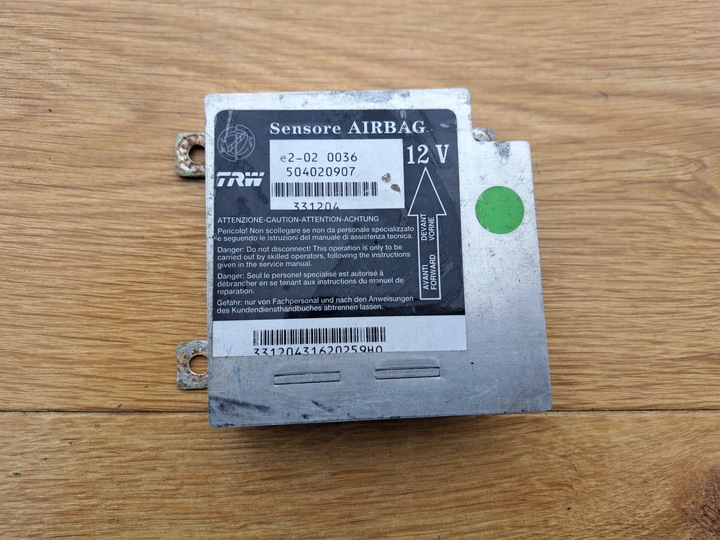 Sensore AIRBAG
e2-02 0036
504020907
331204
TRW
12 V
AVANTI DEVANT
FORWARD VORNE
ATTENZIONE-CAUTION-ATTENTION-ACHTUNG
Pericolo! Non scollegare se non da personale specializzato
e seguendo le istruzioni del manuale di assistenza tecnica.
Danger: Do not disconnect! This operation is only to be
carried out by skilled operators, following the instructions
given in the service manual.
Danger: Seul le personel specialisé est autorisé à
débrancher en se tenant aux instructions du manuel de
reparation.
Gefahr: nur von Fachpersonal und nach den Anweisungen
des Kundendiensthandbuches abtrennen lassen.
33120431620259H0